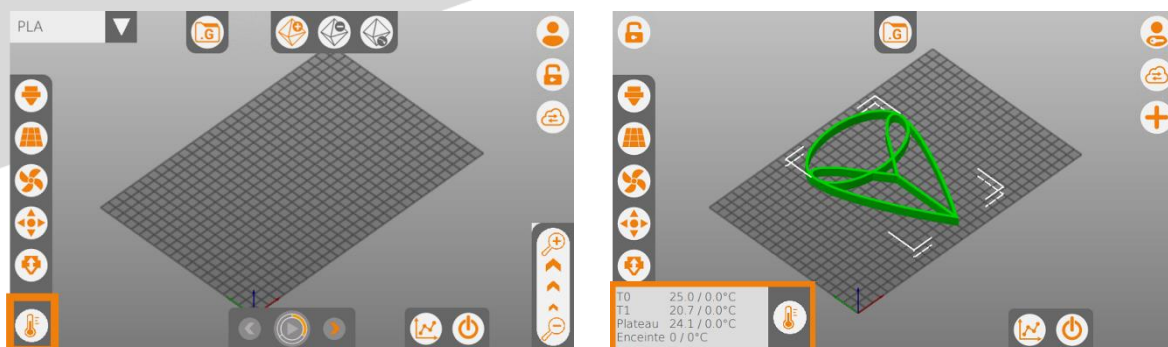 PLA
.G
.G
T0 25.0 / 0.0°C
T1 20.7 / 0.0°C
Plateau 24.1 / 0.0°C
Enceinte 0 / 0°C